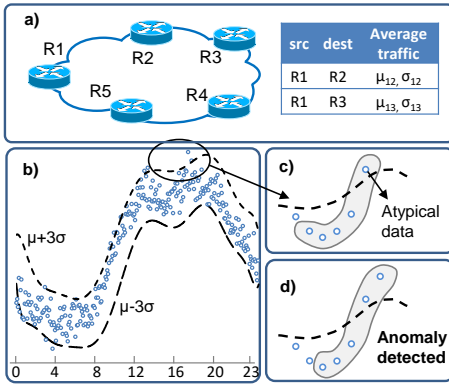 a)
R1
R2
R3
R4
R5
src dest Average traffic
R1 R2 μ12, σ12
R1 R3 μ13, σ13
b)
μ+3σ
μ-3σ
0 4 8 12 16 20 23
c)
Atypical
data
d)
Anomaly
detected